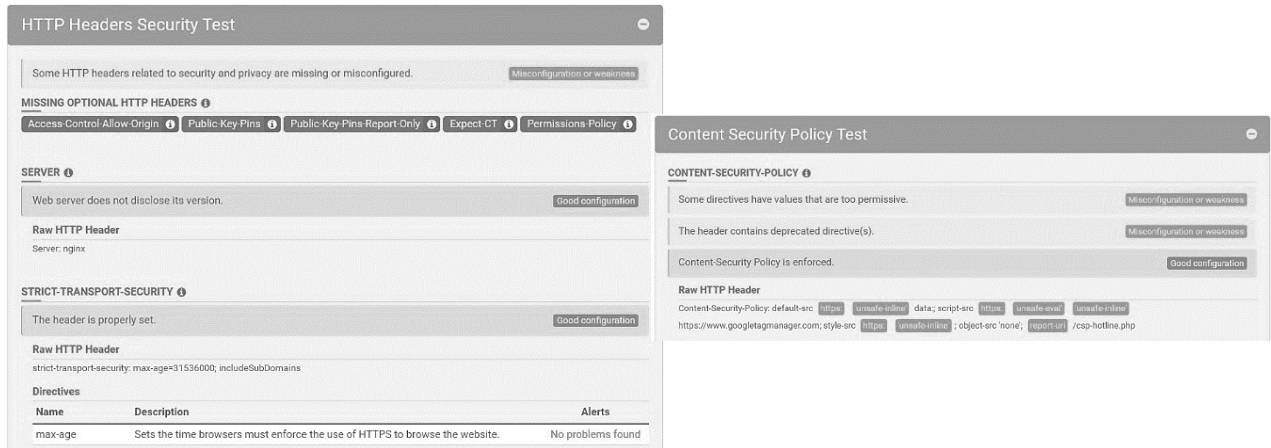 HTTP Headers Security Test
Some HTTP headers related to security and privacy are missing or misconfigured. Misconfiguration or weakness
MISSING OPTIONAL HTTP HEADERS
Access-Control-Allow-Origin Public-Key-Pins Public-Key-Pins-Report-Only Expect-CT Permissions-Policy
SERVER
Web server does not disclose its version. Good configuration
Raw HTTP Header
Server: nginx
STRICT-TRANSPORT-SECURITY
The header is properly set. Good configuration
Raw HTTP Header
strict-transport-security: max-age=31536000; includeSubDomains
Directives
Name Description Alerts
max-age Sets the time browsers must enforce the use of HTTPS to browse the website. No problems found
Content Security Policy Test
CONTENT-SECURITY-POLICY
Some directives have values that are too permissive. Misconfiguration or weakness
The header contains deprecated directive(s). Misconfiguration or weakness
Content-Security Policy is enforced. Good configuration
Raw HTTP Header
Content-Security-Policy: default-src https: 'unsafe-inline' data:; script-src https: 'unsafe-eval' 'unsafe-inline'
https://www.googletagmanager.com; style-src https: 'unsafe-inline' ; object-src 'none'; report-uri /csp-hotline.php